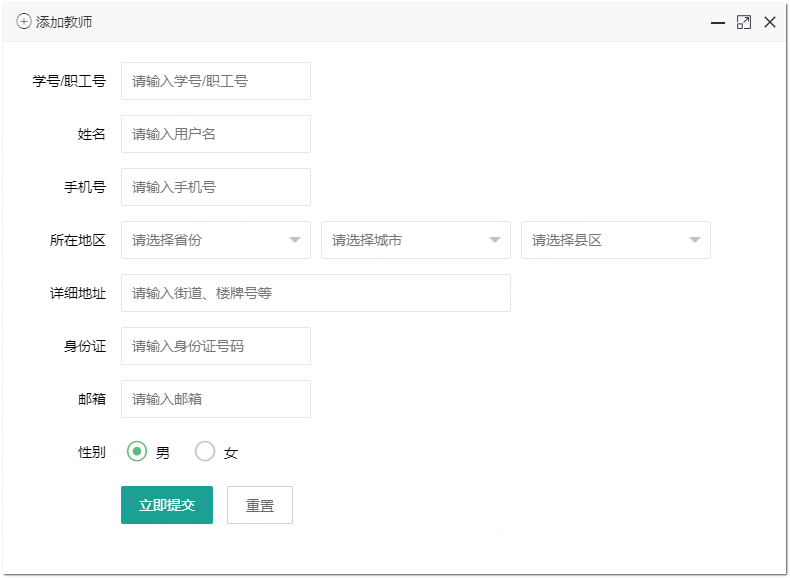 添加教师
学号/职工号 请输入学号/职工号
姓名 请输入用户名
手机号 请输入手机号
所在地区 请选择省份 请选择城市 请选择县区
详细地址 请输入街道、楼牌号等
身份证 请输入身份证号码
邮箱 请输入邮箱
性别 男 女
立即提交 重置